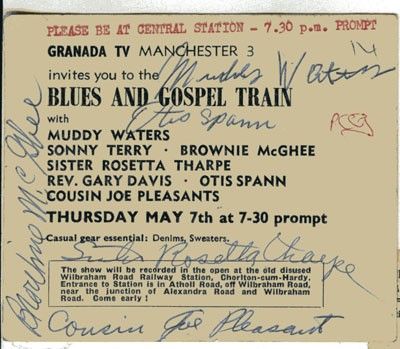 PLEASE BE AT CENTRAL STATION - 7.30 p.m. PROMPT
GRANADA TV MANCHESTER 3
14
invites you to the
Muddy Waters
BLUES AND GOSPEL TRAIN
Otis Spann
with
MUDDY WATERS
SONNY TERRY · BROWNIE McGHEE
SISTER ROSETTA THARPE
REV. GARY DAVIS · OTIS SPANN
COUSIN JOE PLEASANTS
THURSDAY MAY 7th at 7-30 prompt
Casual gear essential: Denims, Sweaters.
Sister Rosetta Tharpe
The show will be recorded in the open at the old disused
Wilbraham Road Railway Station, Chorlton-cum-Hardy.
Entrance to Station is in Atholl Road, off Wilbraham Road,
near the junction of Alexandra Road and Wilbraham
Road. Come early !
Cousin Joe Pleasant
Brownie McGhee